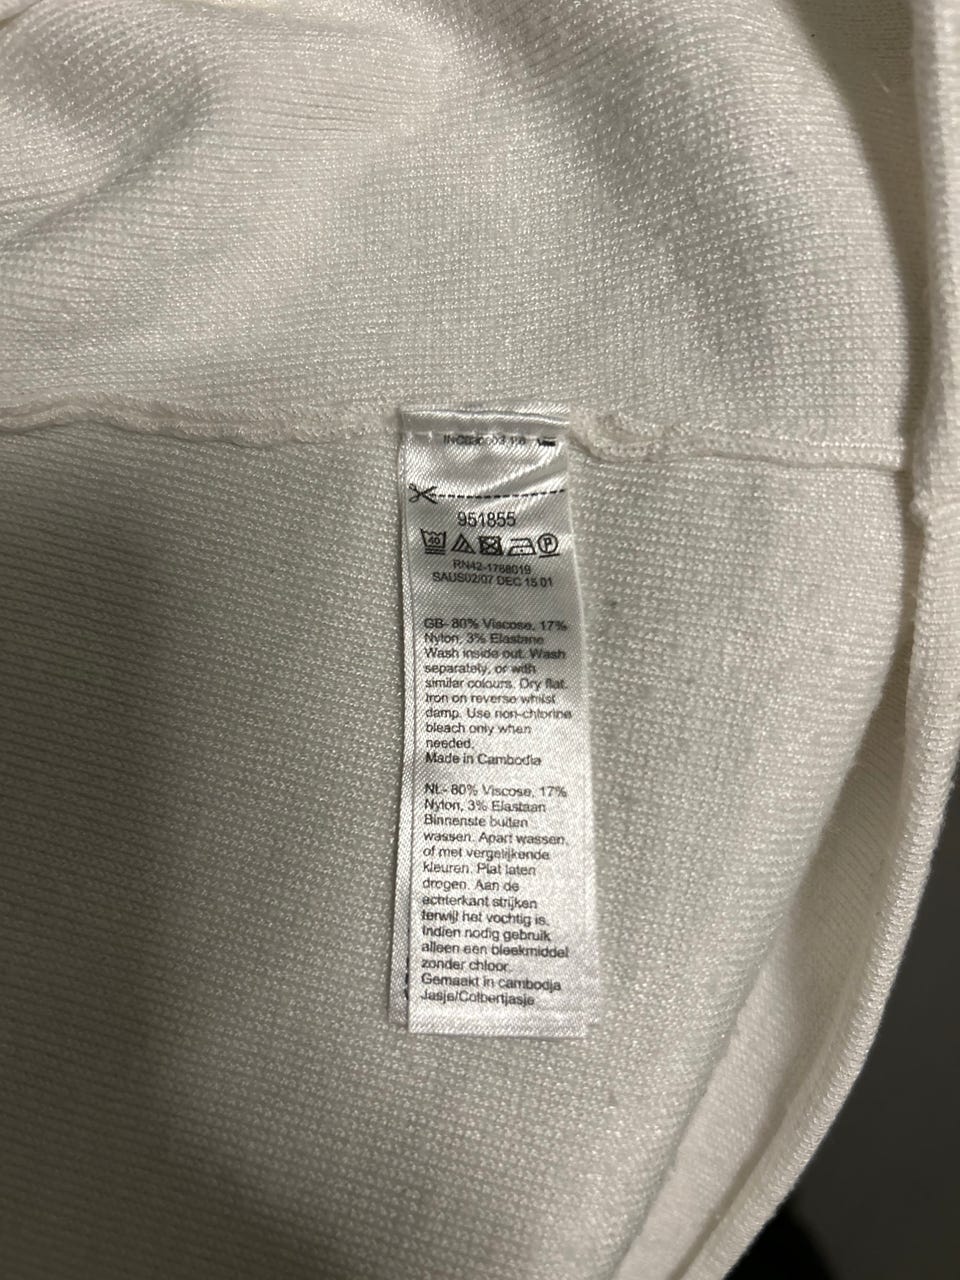 951855
40
P
RN42-1788019
SAUS02/07 DEC 15 01
GB- 80% Viscose, 17%
Nylon, 3% Elastane
Wash inside out. Wash
separately, or with
similar colours. Dry flat.
Iron on reverse whilst
damp. Use non-chlorine
bleach only when
needed.
Made in Cambodia
NL- 80% Viscose, 17%
Nylon, 3% Elastaan
Binnenste buiten
wassen. Apart wassen,
of met vergelijkende
kleuren. Plat laten
drogen. Aan de
achterkant strijken
terwijl het vochtig is.
Indien nodig gebruik
alleen een bleekmiddel
zonder chloor.
Gemaakt in cambodja
Jasje/Colbertjasje